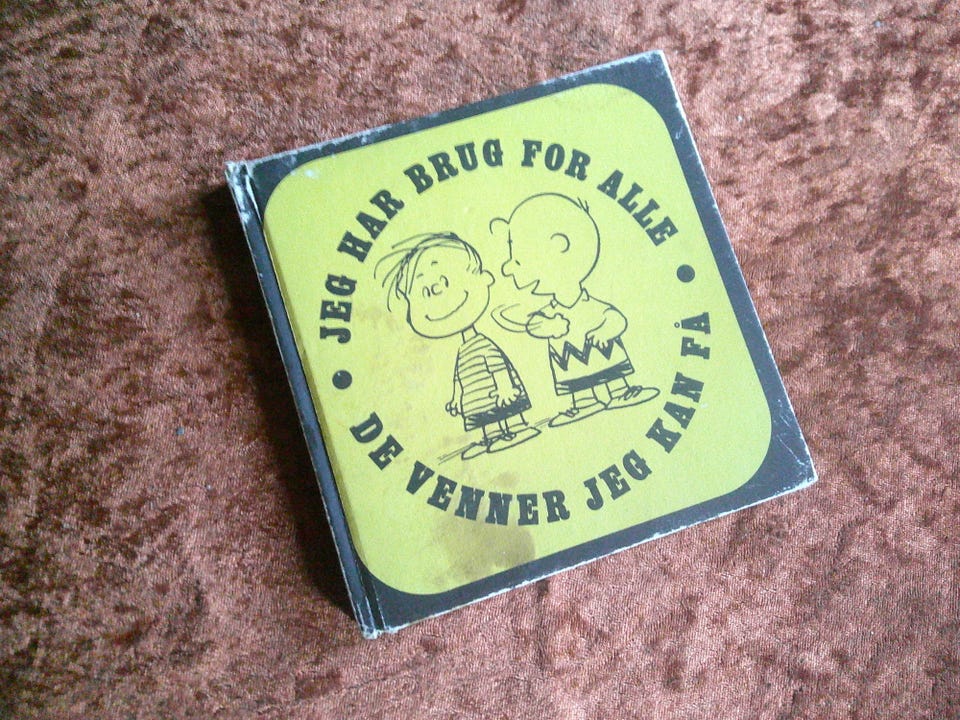 JEG HAR BRUG FOR ALLE
DE VENNER JEG KAN FÅ